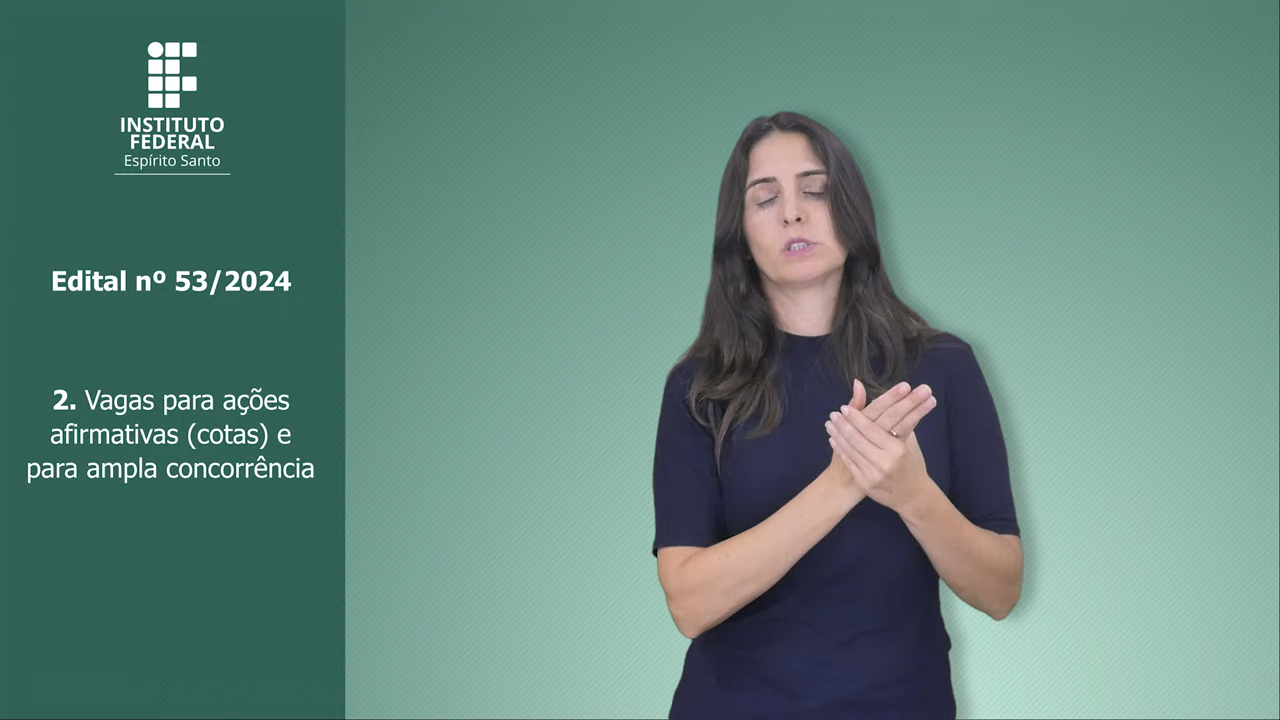 INSTITUTO
FEDERAL
Espírito Santo
Edital nº 53/2024
2. Vagas para ações
afirmativas (cotas) e
para ampla concorrência